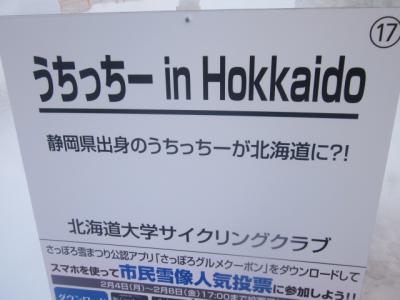 ⑰
うちっちー in Hokkaido
静岡県出身のうちっちーが北海道に?!
北海道大学サイクリングクラブ
さっぽろ雪まつり公認アプリ「さっぽろグルメクーポン」をダウンロードして
スマホを使って市民雪像人気投票に参加しよう!!
2月4日(月)~2月8日(金)17:00まで